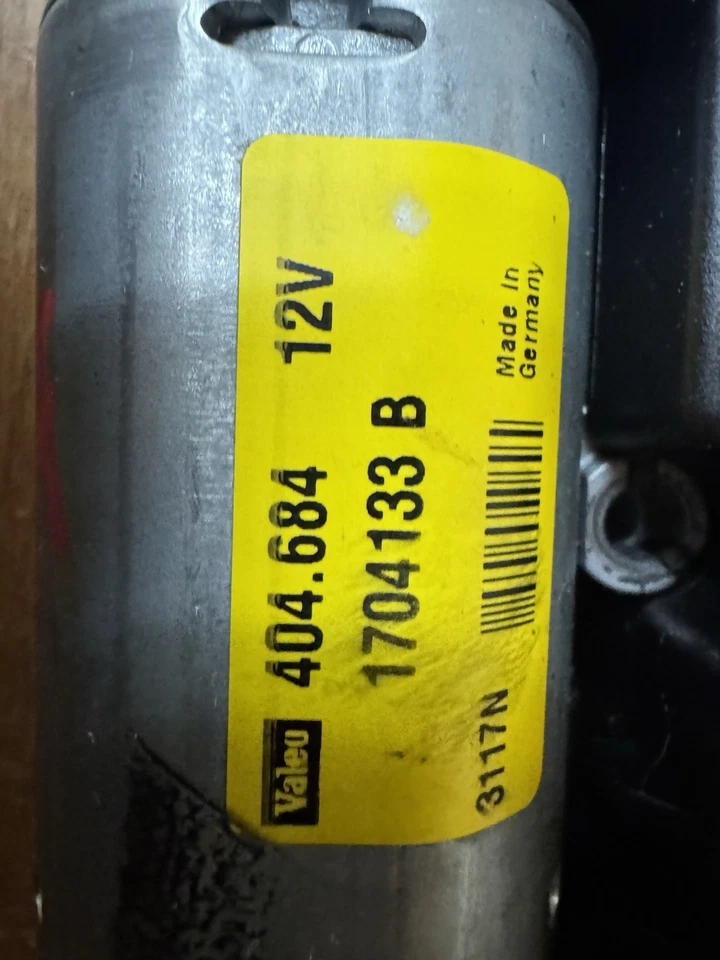 Valeo 404.684 12V
1704133 B
3117N
Made In
Germany